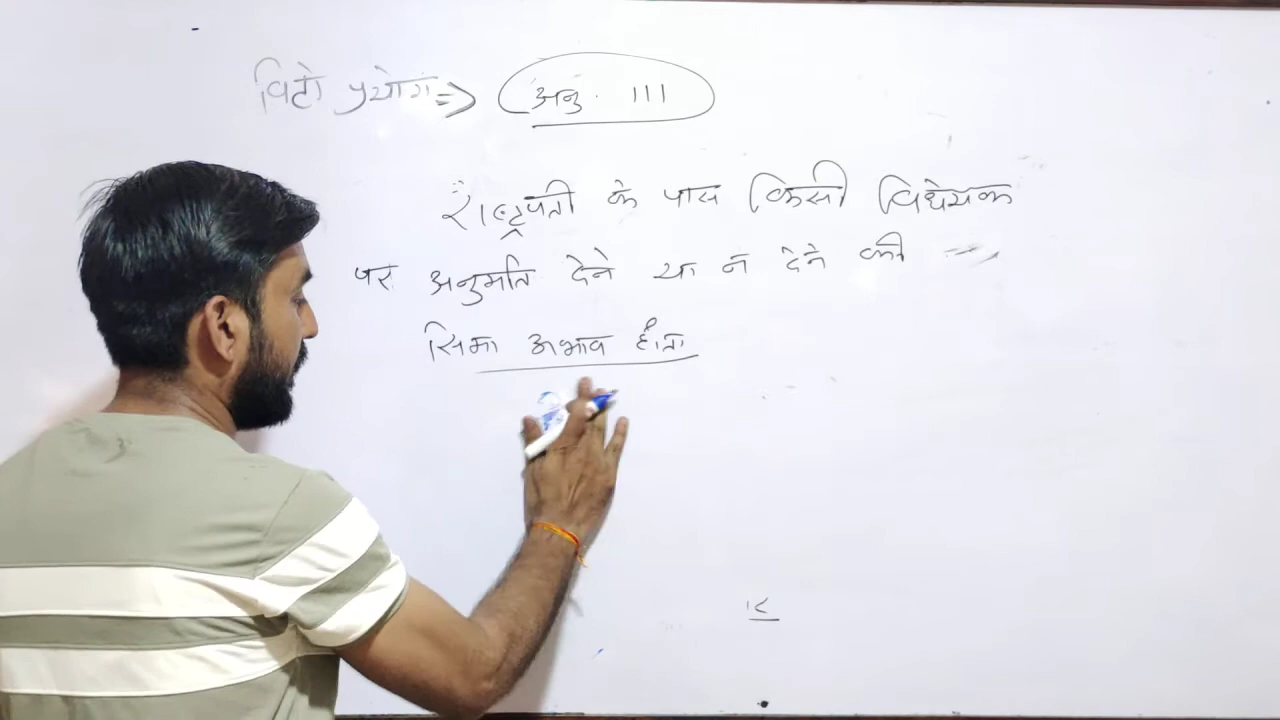 विटो प्रयोग => अनु. 111
राष्ट्रपती के पास किसी विधेयक
पर अनुमति देने या न देने की
सिमा अभाव होता